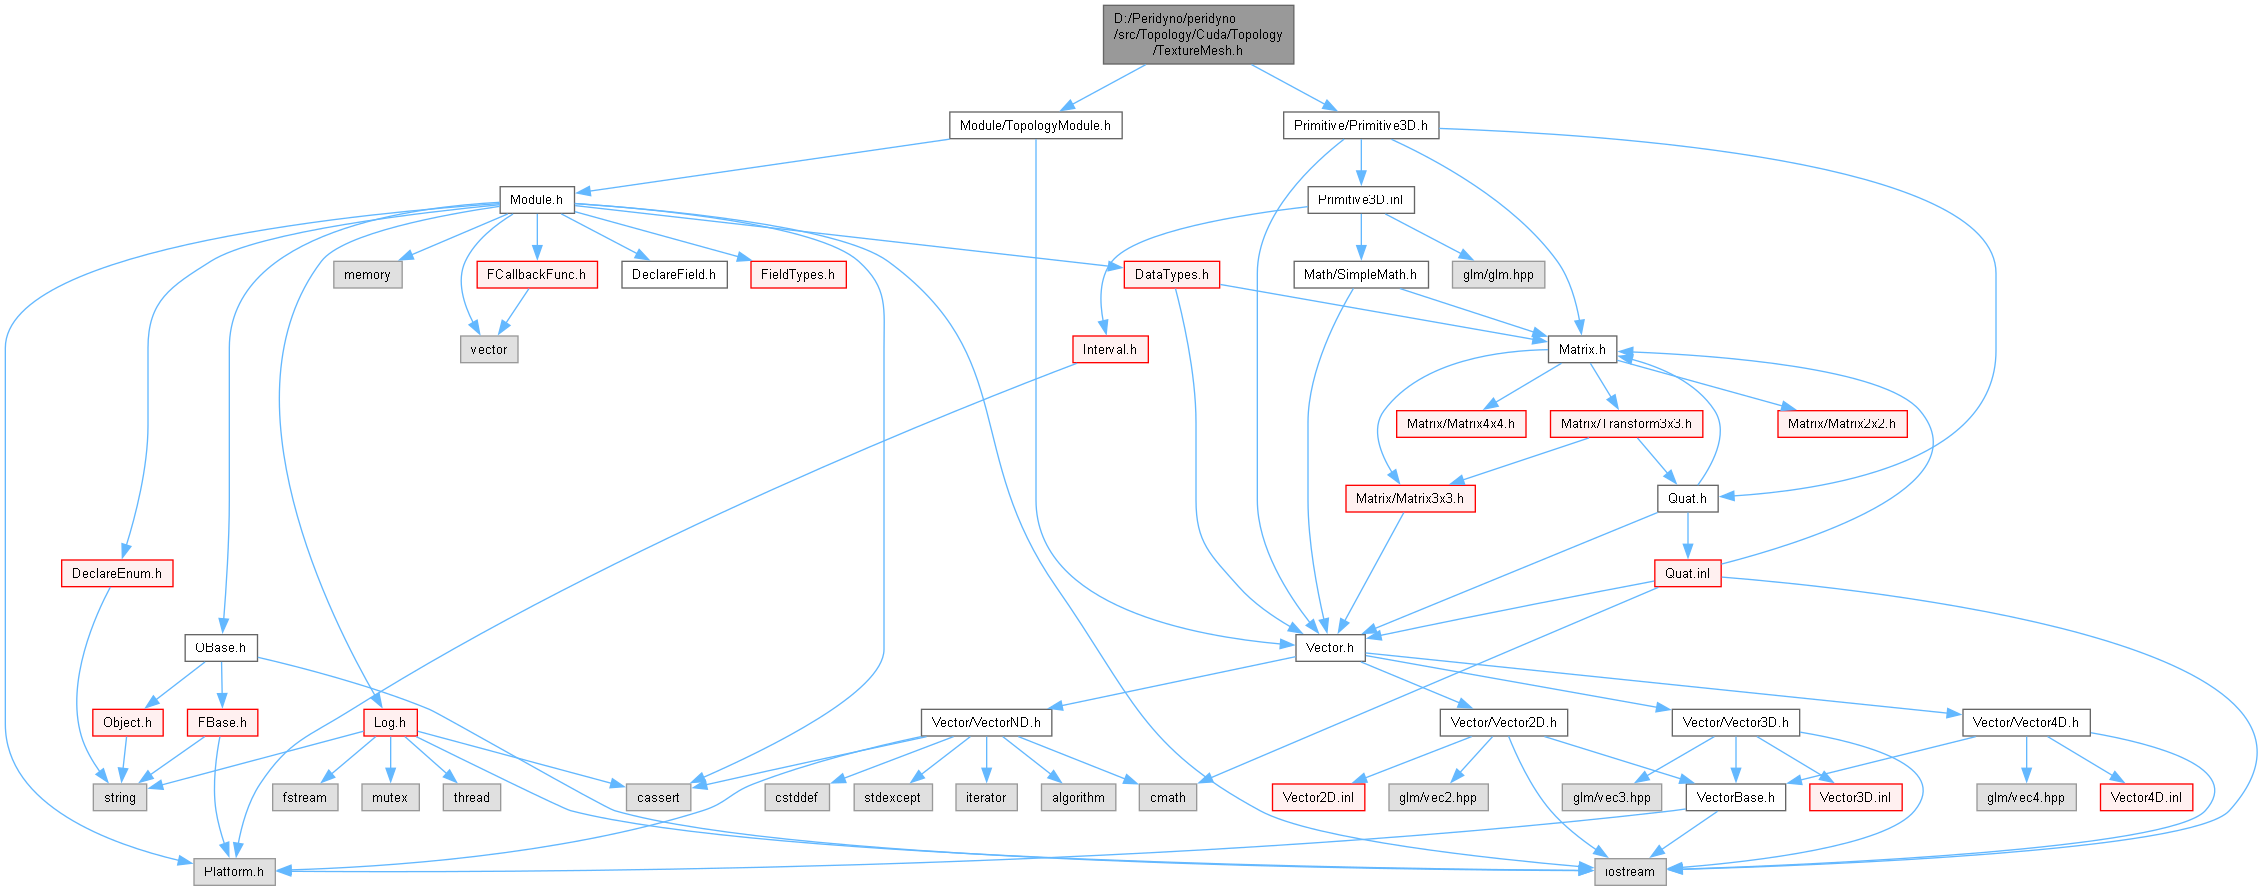 D:/Peridyno/peridyno
/src/Topology/Cuda/Topology
/TextureMesh.h
Module/TopologyModule.h
Primitive/Primitive3D.h
Module.h
Primitive3D.inl
memory
FCallbackFunc.h
DeclareField.h
FieldTypes.h
DataTypes.h
Math/SimpleMath.h
glm/glm.hpp
vector
Interval.h
Matrix.h
Matrix/Matrix4x4.h
Matrix/Transform3x3.h
Matrix/Matrix2x2.h
Matrix/Matrix3x3.h
Quat.h
DeclareEnum.h
Quat.inl
OBase.h
Vector.h
Object.h
FBase.h
Log.h
Vector/VectorND.h
Vector/Vector2D.h
Vector/Vector3D.h
Vector/Vector4D.h
string
fstream
mutex
thread
cassert
cstddef
stdexcept
iterator
algorithm
cmath
Vector2D.inl
glm/vec2.hpp
glm/vec3.hpp
VectorBase.h
Vector3D.inl
glm/vec4.hpp
Vector4D.inl
Platform.h
iostream